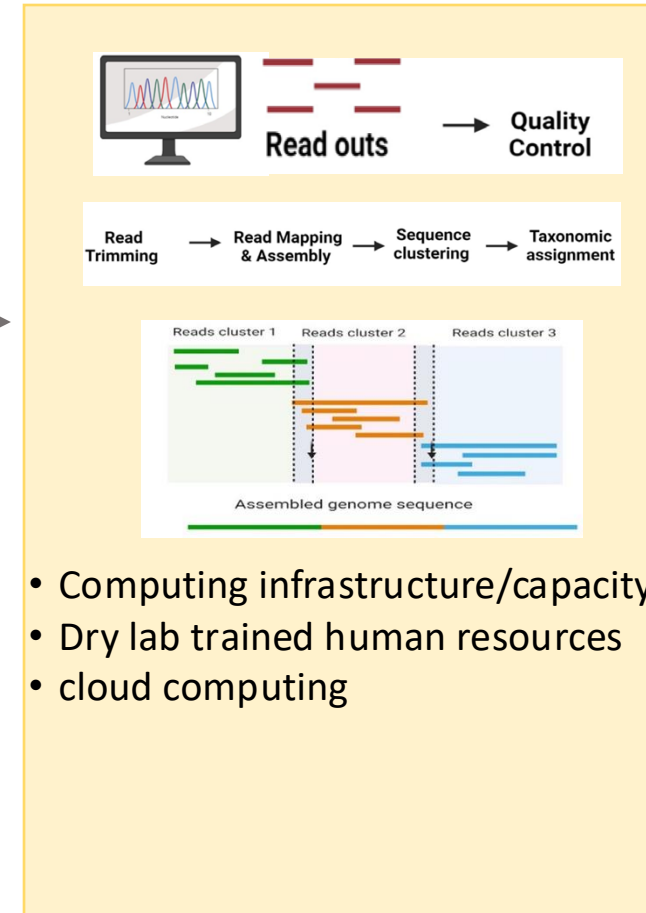 Read outs
Quality
Control
Read
Trimming
Read Mapping
& Assembly
Sequence
clustering
Taxonomic
assignment
Reads cluster 1
Reads cluster 2
Reads cluster 3
Assembled genome sequence
• Computing infrastructure/capacity
• Dry lab trained human resources
• cloud computing